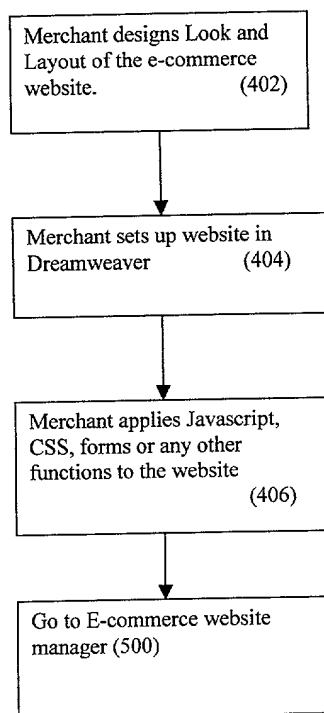 Merchant designs Look and
Layout of the e-commerce
website. (402)
Merchant sets up website in
Dreamweaver (404)
Merchant applies Javascript,
CSS, forms or any other
functions to the website
(406)
Go to E-commerce website
manager (500)